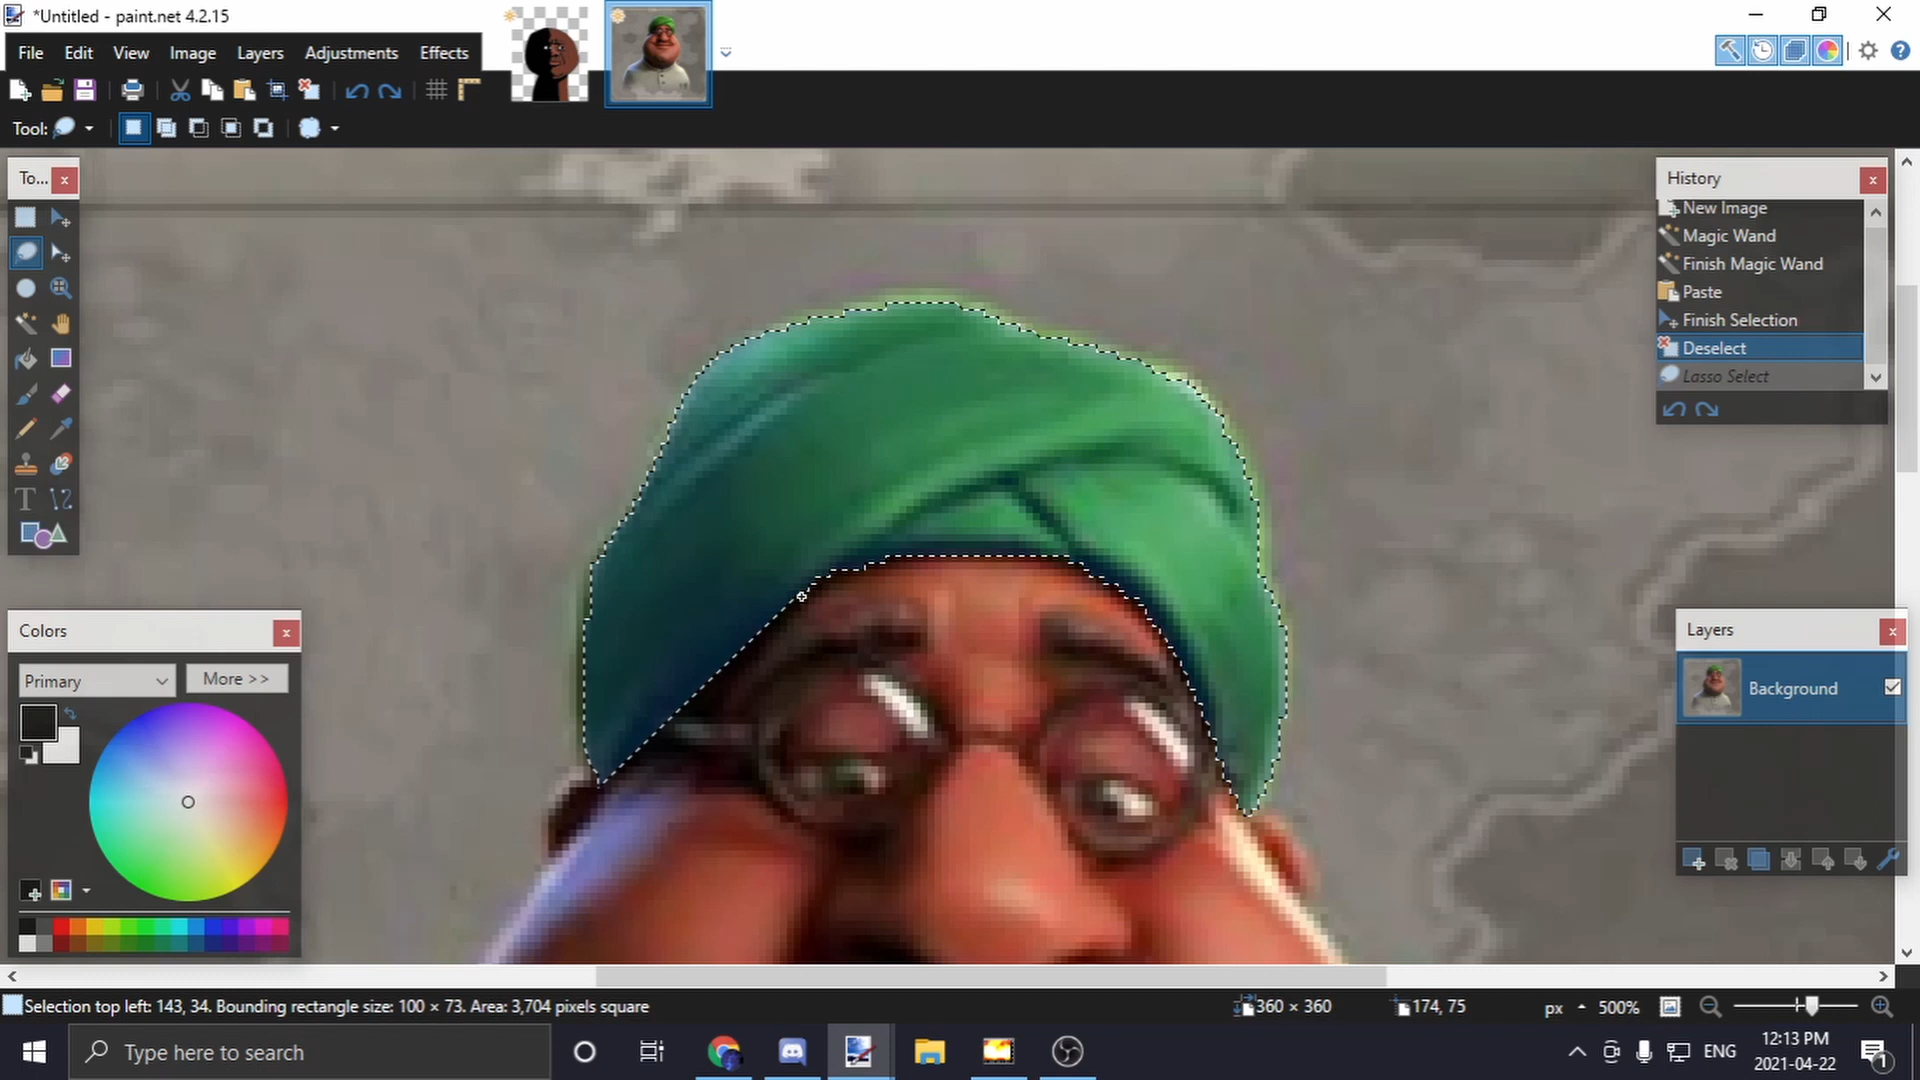 *Untitled - paint.net 4.2.15
File Edit View Image Layers Adjustments Effects
Tool:
To...
History
New Image
Magic Wand
Finish Magic Wand
Paste
Finish Selection
Deselect
Lasso Select
Colors
Primary
More >>
Layers
Background
Selection top left: 143, 34. Bounding rectangle size: 100 × 73. Area: 3,704 pixels square
360 × 360
174, 75
px
500%
Type here to search
ENG
12:13 PM
2021-04-22
1